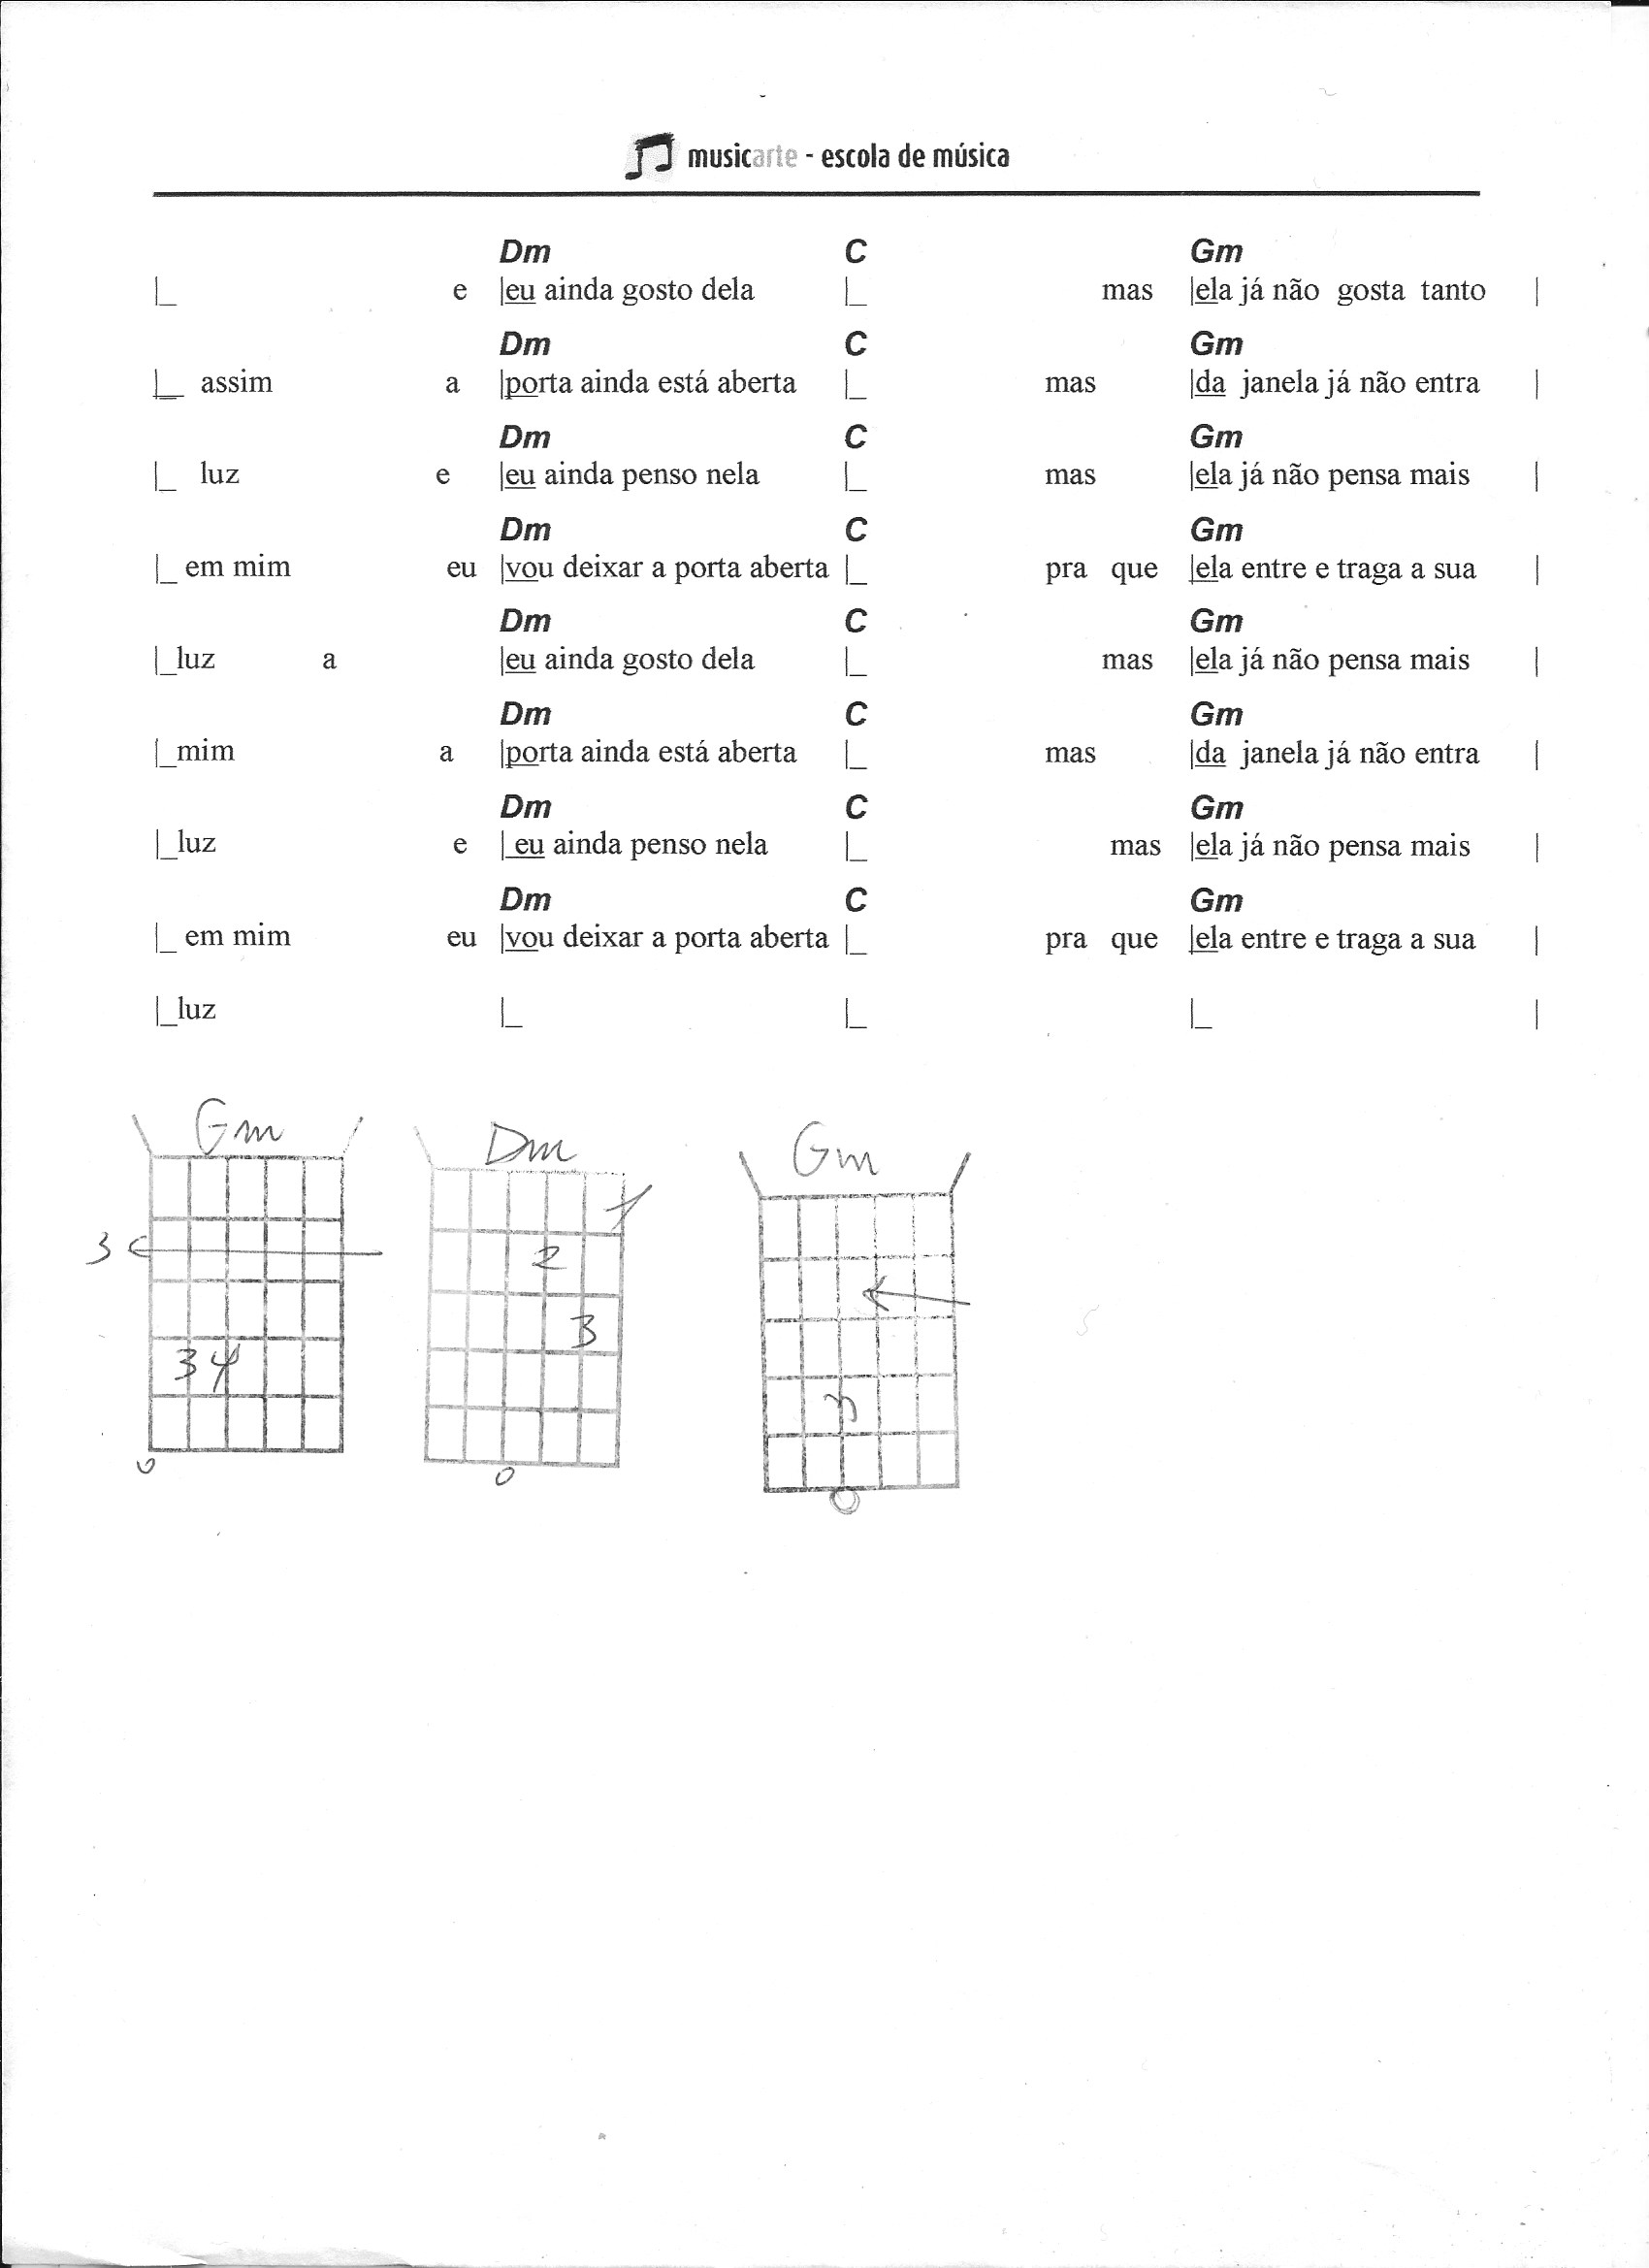 musicarte - escola de música
Dm C Gm
|_ e |eu ainda gosto dela |_ mas |ela já não gosta tanto |
Dm C Gm
|_ assim a |porta ainda está aberta |_ mas |da janela já não entra |
Dm C Gm
|_ luz e |eu ainda penso nela |_ mas |ela já não pensa mais |
Dm C Gm
|_ em mim eu |vou deixar a porta aberta |_ pra que |ela entre e traga a sua |
Dm C Gm
|_luz a |eu ainda gosto dela |_ mas |ela já não pensa mais |
Dm C Gm
|_mim a |porta ainda está aberta |_ mas |da janela já não entra |
Dm C Gm
|_luz e |_eu ainda penso nela |_ mas |ela já não pensa mais |
Dm C Gm
|_ em mim eu |vou deixar a porta aberta |_ pra que |ela entre e traga a sua |
|_luz |_ |_ |_ |
Gm Dm Gm
1
3 2
3
3 4 3
0 0 0